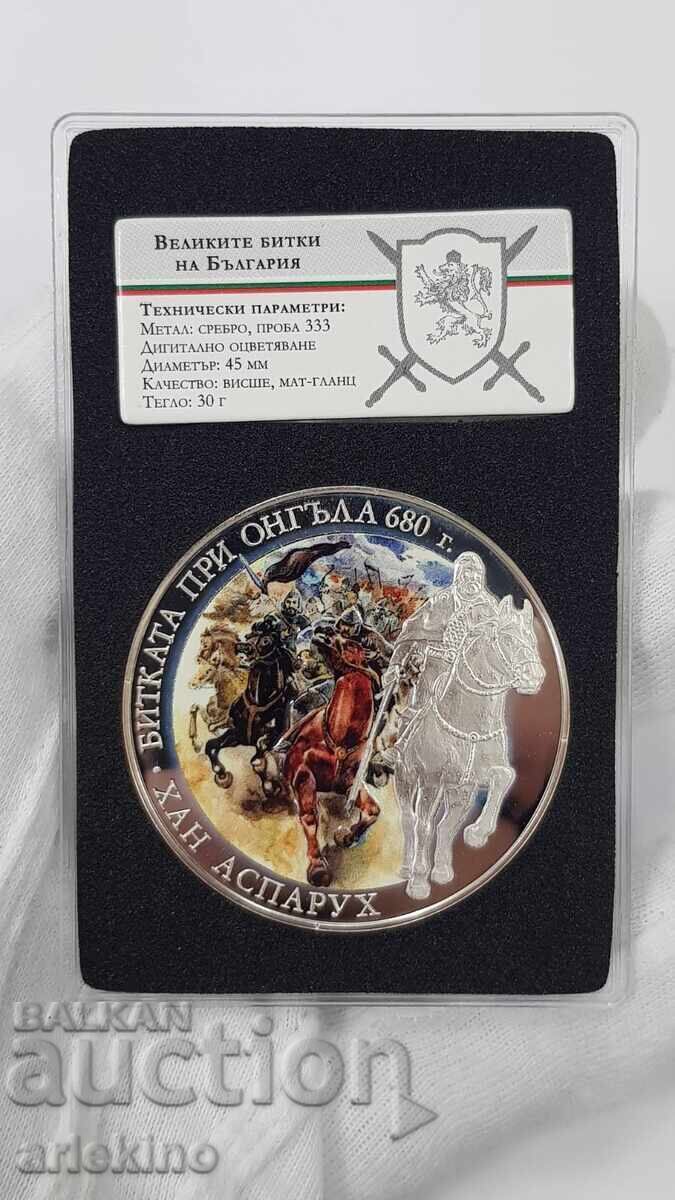 Великите битки
на България
Технически параметри:
Метал: сребро, проба 333
Дигитално оцветяване
Диаметър: 45 мм
Качество: висше, мат-гланц
Тегло: 30 г
· БИТКАТА ПРИ ОНГЪЛА 680 г.
ХАН АСПАРУХ
BALKAN
auction
arlekino